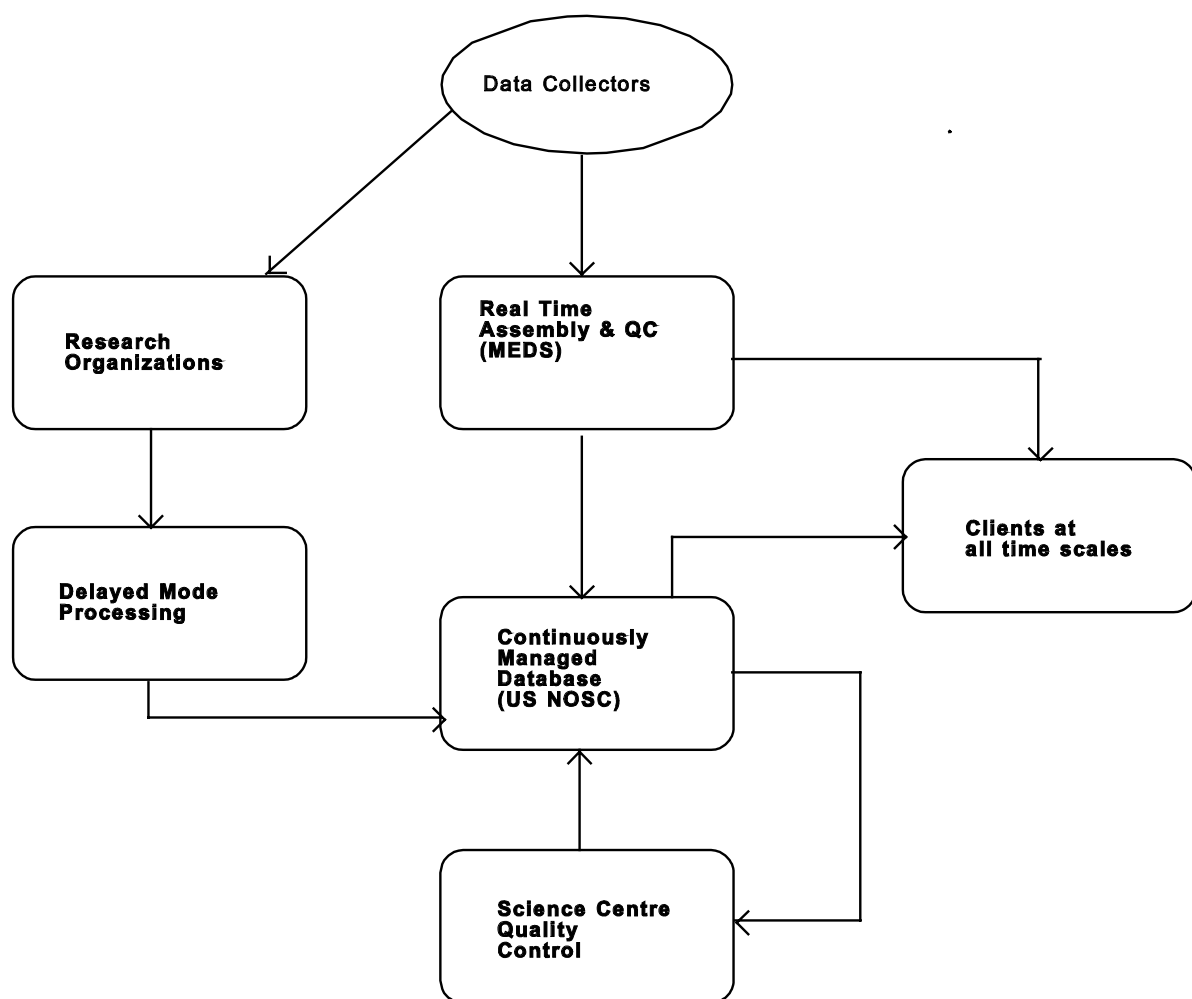 Data Collectors
Research
Organizations
Real Time
Assembly & QC
(MEDS)
Clients at
all time scales
Delayed Mode
Processing
Continuously
Managed
Database
(US NOSC)
Science Centre
Quality
Control